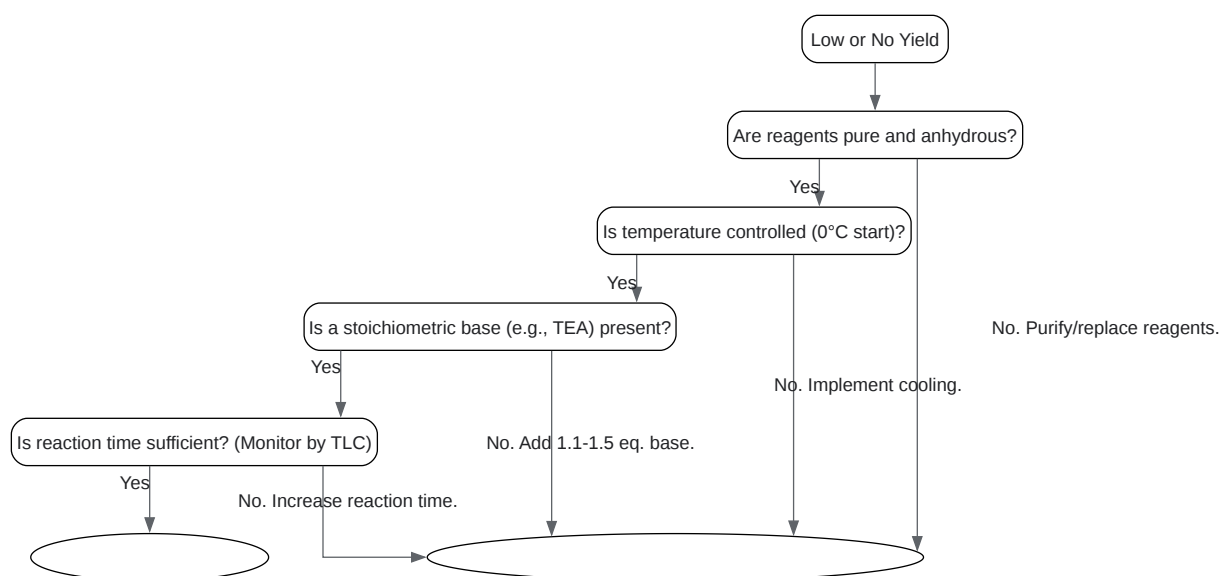 Low or No Yield
Are reagents pure and anhydrous?
Yes
Is temperature controlled (0°C start)?
Yes
Is a stoichiometric base (e.g., TEA) present?
No. Purify/replace reagents.
Yes
No. Implement cooling.
Is reaction time sufficient? (Monitor by TLC)
No. Add 1.1-1.5 eq. base.
Yes
No. Increase reaction time.